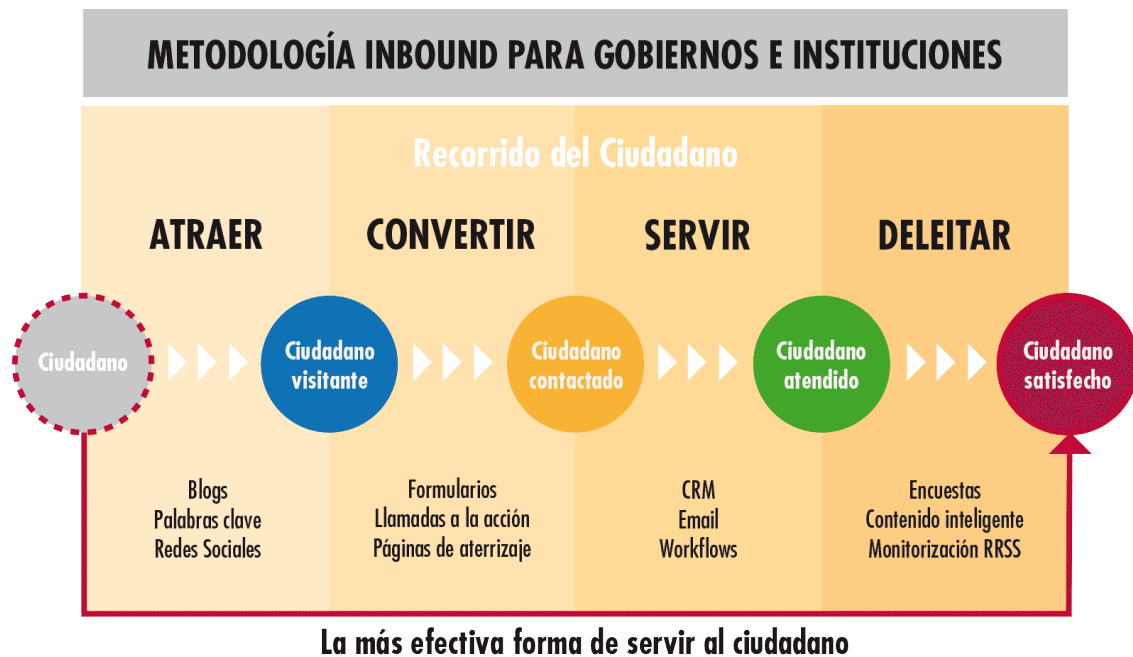 METODOLOGÍA INBOUND PARA GOBIERNOS E INSTITUCIONES
Recorrido del Ciudadano
ATRAER
CONVERTIR
SERVIR
DELEITAR
Ciudadano
Ciudadano
visitante
Ciudadano
contactado
Ciudadano
atendido
Ciudadano
satisfecho
Blogs
Palabras clave
Redes Sociales
Formularios
Llamadas a la acción
Páginas de aterrizaje
CRM
Email
Workflows
Encuestas
Contenido inteligente
Monitorización RRSS
La más efectiva forma de servir al ciudadano